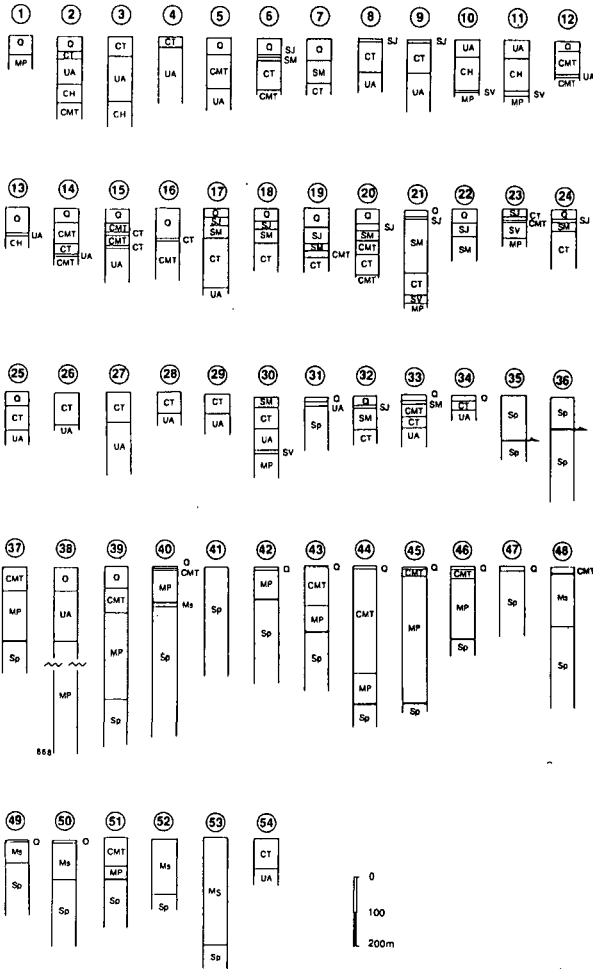 1 2 3 4 5 6 7 8 9 10 11 12
Q MP
Q CT UA CH CMT
CT UA CH
CT UA
Q CMT UA
Q SJ SM CT CMT
Q SM CT
SJ CT UA
SJ CT UA
UA CH SV MP
UA CH SV MP
Q CMT UA CMT
13 14 15 16 17 18 19 20 21 22 23 24
Q UA CH
Q CMT CT UA CMT
Q CMT CT CMT CT UA
Q CT CMT
Q SJ SM CT UA
Q SJ SM CT
Q SJ SM CMT CT
Q SJ SM CMT CT CMT
Q SJ SM CT SV MP
Q SJ SM
SJ CT CMT SV MP
Q SJ SM CT
25 26 27 28 29 30 31 32 33 34 35 36
Q CT UA
CT UA
CT UA
CT UA
CT UA
SM CT UA SV MP
Q UA Sp
Q SJ SM CT
Q SM CMT CT UA
Q CT UA
Sp Sp
Sp Sp
37 38 39 40 41 42 43 44 45 46 47 48
CMT MP Sp
Q UA MP 668
Q CMT MP Sp
Q CMT MP Ms Sp
Sp
Q MP Sp
Q CMT MP Sp
Q CMT MP Sp
Q CMT MP Sp
Q CMT MP Sp
Q Sp
CMT Ms Sp
49 50 51 52 53 54
Q Ms Sp
Q Ms Sp
CMT MP Sp
Ms Sp
MS Sp
CT UA
0
100
200m